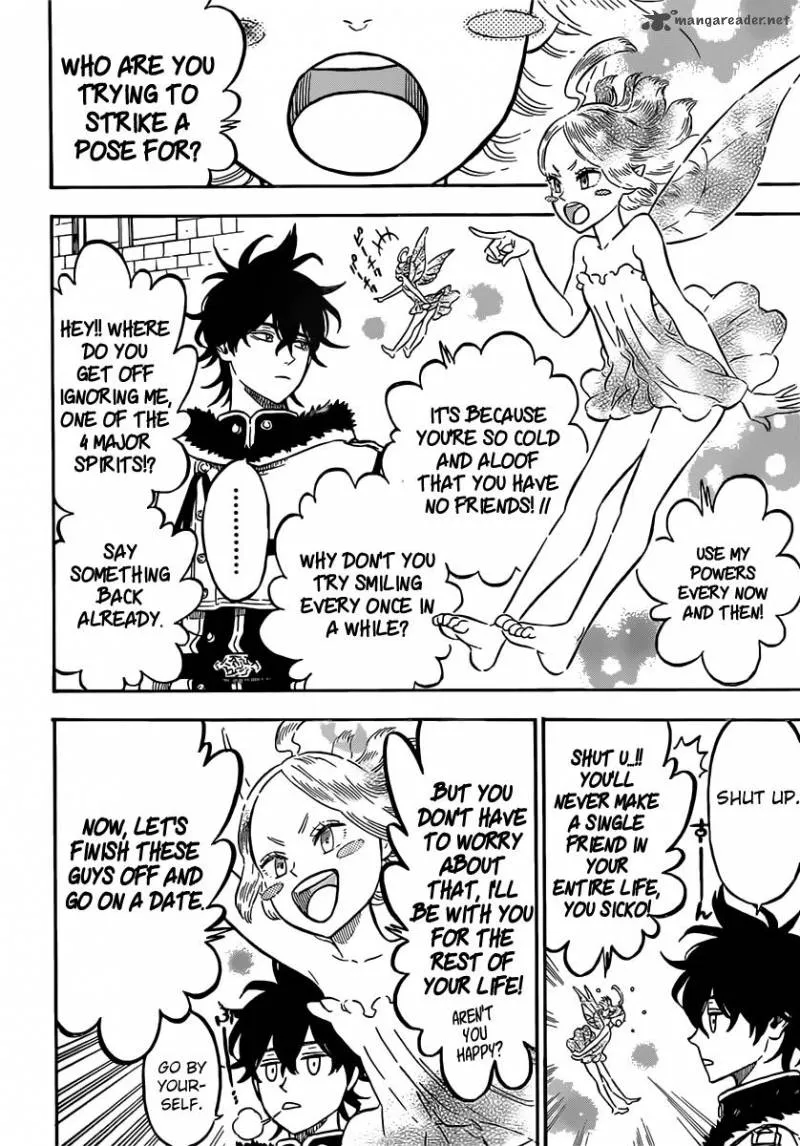 mangareader.net
WHO ARE YOU
TRYING TO
STRIKE A
POSE FOR?
USE MY
POWERS
EVERY NOW
AND THEN!
IT'S BECAUSE
YOU'RE SO COLD
AND ALOOF
THAT YOU HAVE
NO FRIENDS! //
WHY DON'T YOU
TRY SMILING
EVERY ONCE IN
A WHILE?
.........
HEY!! WHERE
DO YOU
GET OFF
IGNORING ME,
ONE OF THE
4 MAJOR
SPIRITS!?
SAY
SOMETHING
BACK
ALREADY.
SHUT UP.
SHUT U...!!
YOU'LL
NEVER MAKE
A SINGLE
FRIEND IN
YOUR
ENTIRE LIFE,
YOU SICKO!
BUT YOU
DON'T HAVE
TO WORRY
ABOUT
THAT, I'LL
BE WITH YOU
FOR THE
REST OF
YOUR LIFE!
AREN'T
YOU
HAPPY?
NOW, LET'S
FINISH THESE
GUYS OFF AND
GO ON A DATE.
GO BY
YOUR-
SELF.